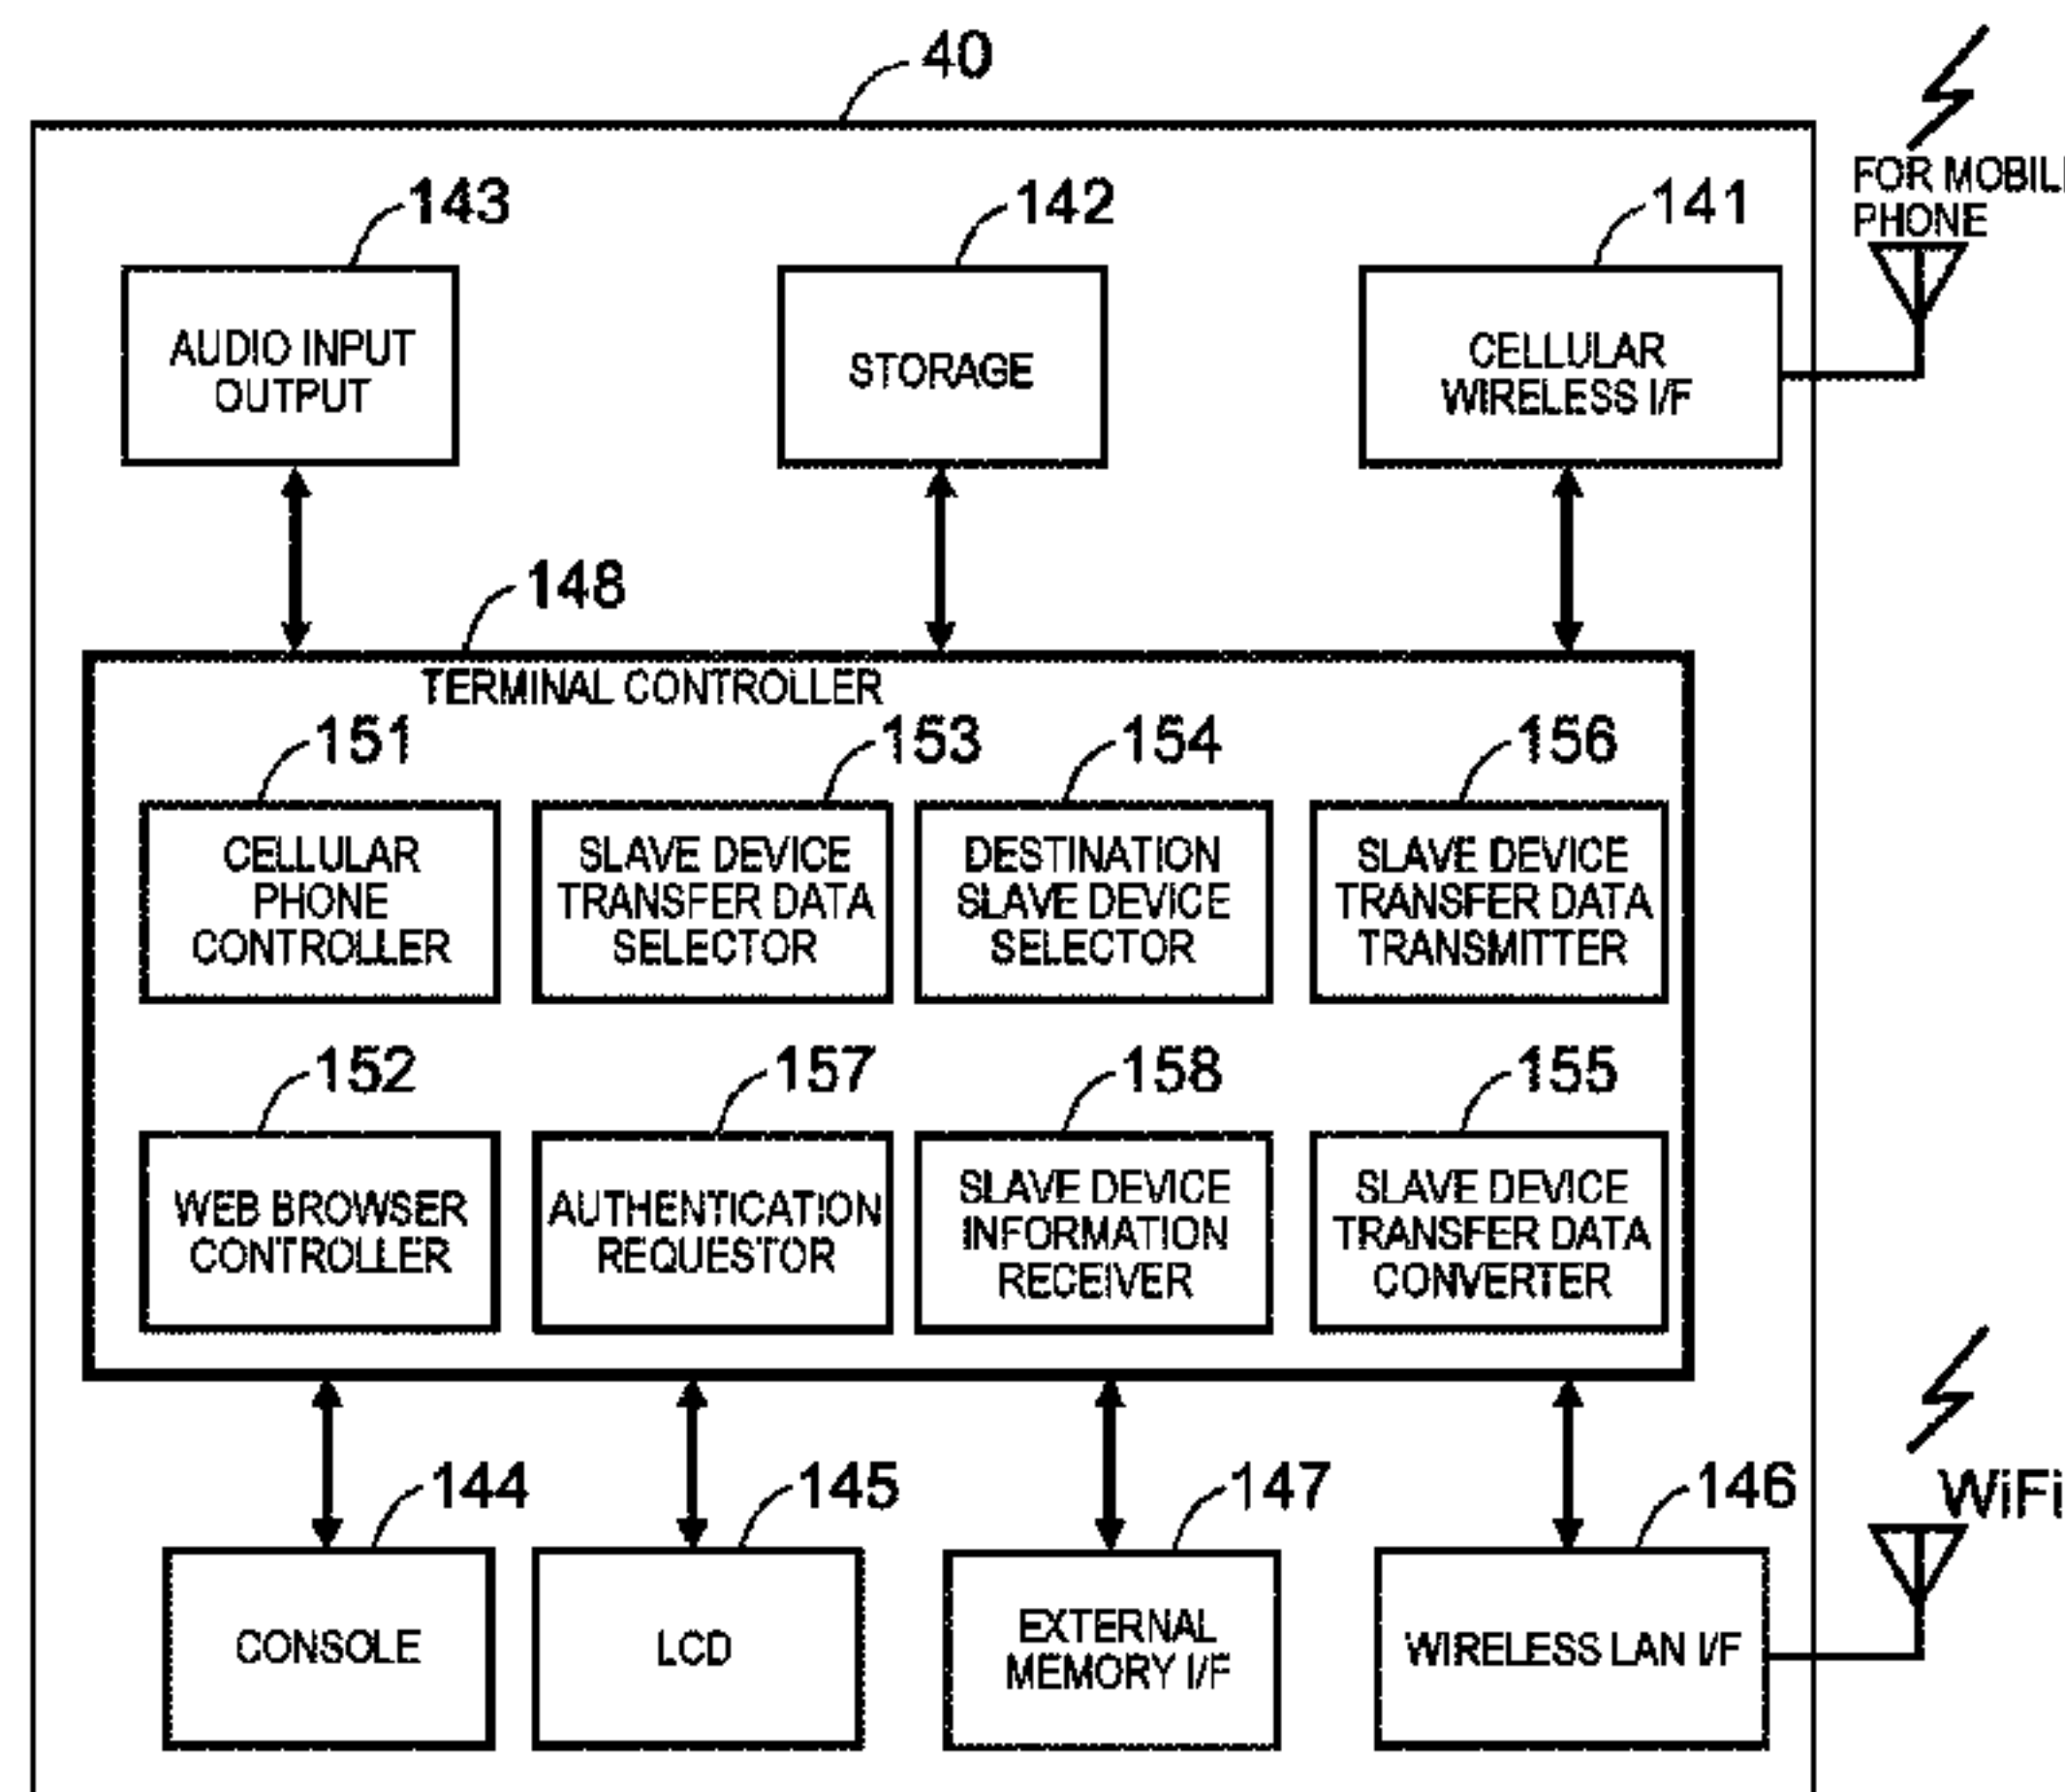 40
FOR MOBILE
PHONE
143
142
141
AUDIO INPUT
OUTPUT
STORAGE
CELLULAR
WIRELESS I/F
148
TERMINAL CONTROLLER
151
153
154
156
CELLULAR
PHONE
CONTROLLER
SLAVE DEVICE
TRANSFER DATA
SELECTOR
DESTINATION
SLAVE DEVICE
SELECTOR
SLAVE DEVICE
TRANSFER DATA
TRANSMITTER
152
157
158
155
WEB BROWSER
CONTROLLER
AUTHENTICATION
REQUESTOR
SLAVE DEVICE
INFORMATION
RECEIVER
SLAVE DEVICE
TRANSFER DATA
CONVERTER
144
145
147
146
WiFi
CONSOLE
LCD
EXTERNAL
MEMORY I/F
WIRELESS LAN I/F